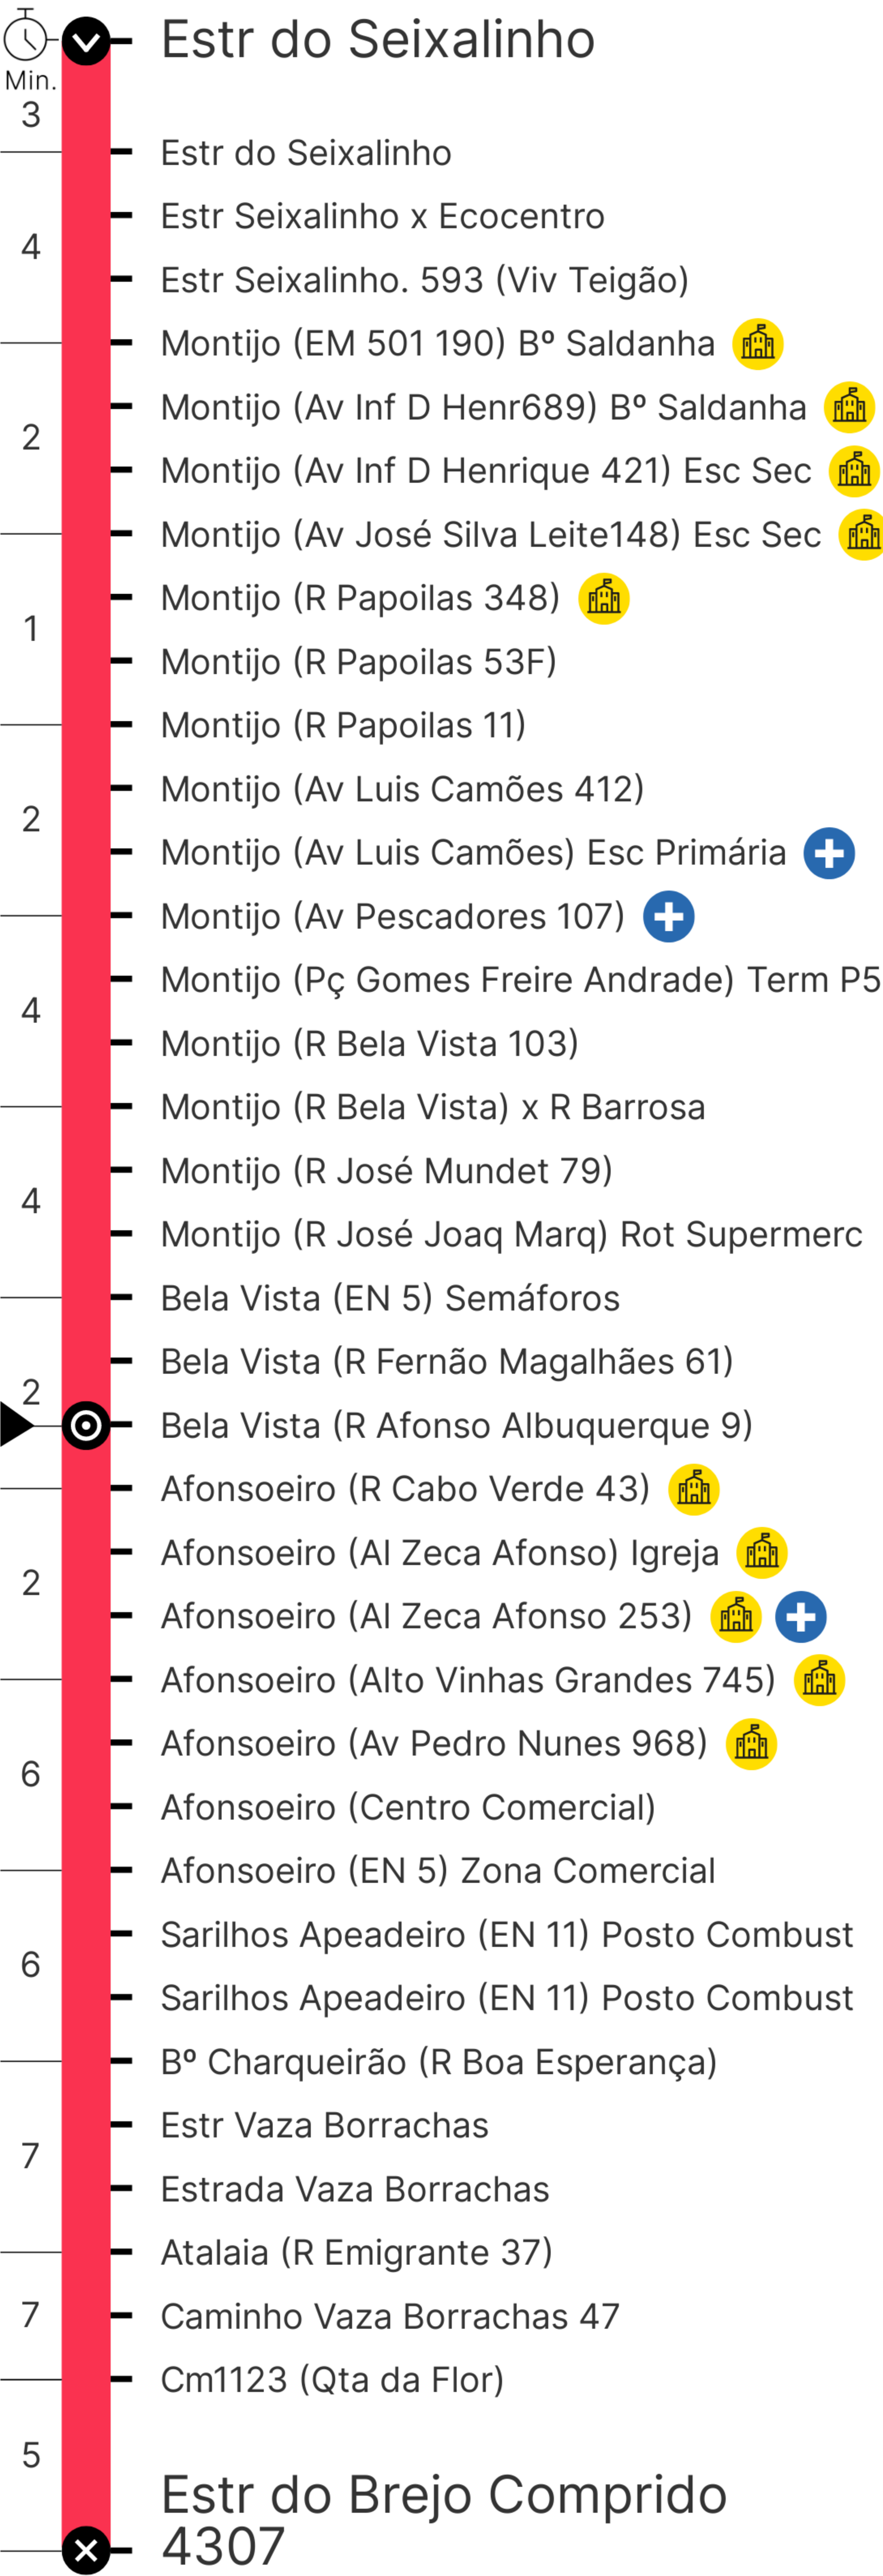 Estr do Seixalinho
Min.
3
Estr do Seixalinho
Estr Seixalinho x Ecocentro
4
Estr Seixalinho. 593 (Viv Teigão)
Montijo (EM 501 190) Bº Saldanha
Montijo (Av Inf D Henr689) Bº Saldanha
2
Montijo (Av Inf D Henrique 421) Esc Sec
Montijo (Av José Silva Leite148) Esc Sec
Montijo (R Papoilas 348)
1
Montijo (R Papoilas 53F)
Montijo (R Papoilas 11)
Montijo (Av Luis Camões 412)
2
Montijo (Av Luis Camões) Esc Primária
Montijo (Av Pescadores 107)
Montijo (Pç Gomes Freire Andrade) Term P5
4
Montijo (R Bela Vista 103)
Montijo (R Bela Vista) x R Barrosa
Montijo (R José Mundet 79)
4
Montijo (R José Joaq Marq) Rot Supermerc
Bela Vista (EN 5) Semáforos
Bela Vista (R Fernão Magalhães 61)
2
Bela Vista (R Afonso Albuquerque 9)
Afonsoeiro (R Cabo Verde 43)
Afonsoeiro (Al Zeca Afonso) Igreja
2
Afonsoeiro (Al Zeca Afonso 253)
Afonsoeiro (Alto Vinhas Grandes 745)
Afonsoeiro (Av Pedro Nunes 968)
6
Afonsoeiro (Centro Comercial)
Afonsoeiro (EN 5) Zona Comercial
Sarilhos Apeadeiro (EN 11) Posto Combust
6
Sarilhos Apeadeiro (EN 11) Posto Combust
Bº Charqueirão (R Boa Esperança)
Estr Vaza Borrachas
7
Estrada Vaza Borrachas
Atalaia (R Emigrante 37)
7
Caminho Vaza Borrachas 47
Cm1123 (Qta da Flor)
5
Estr do Brejo Comprido
4307